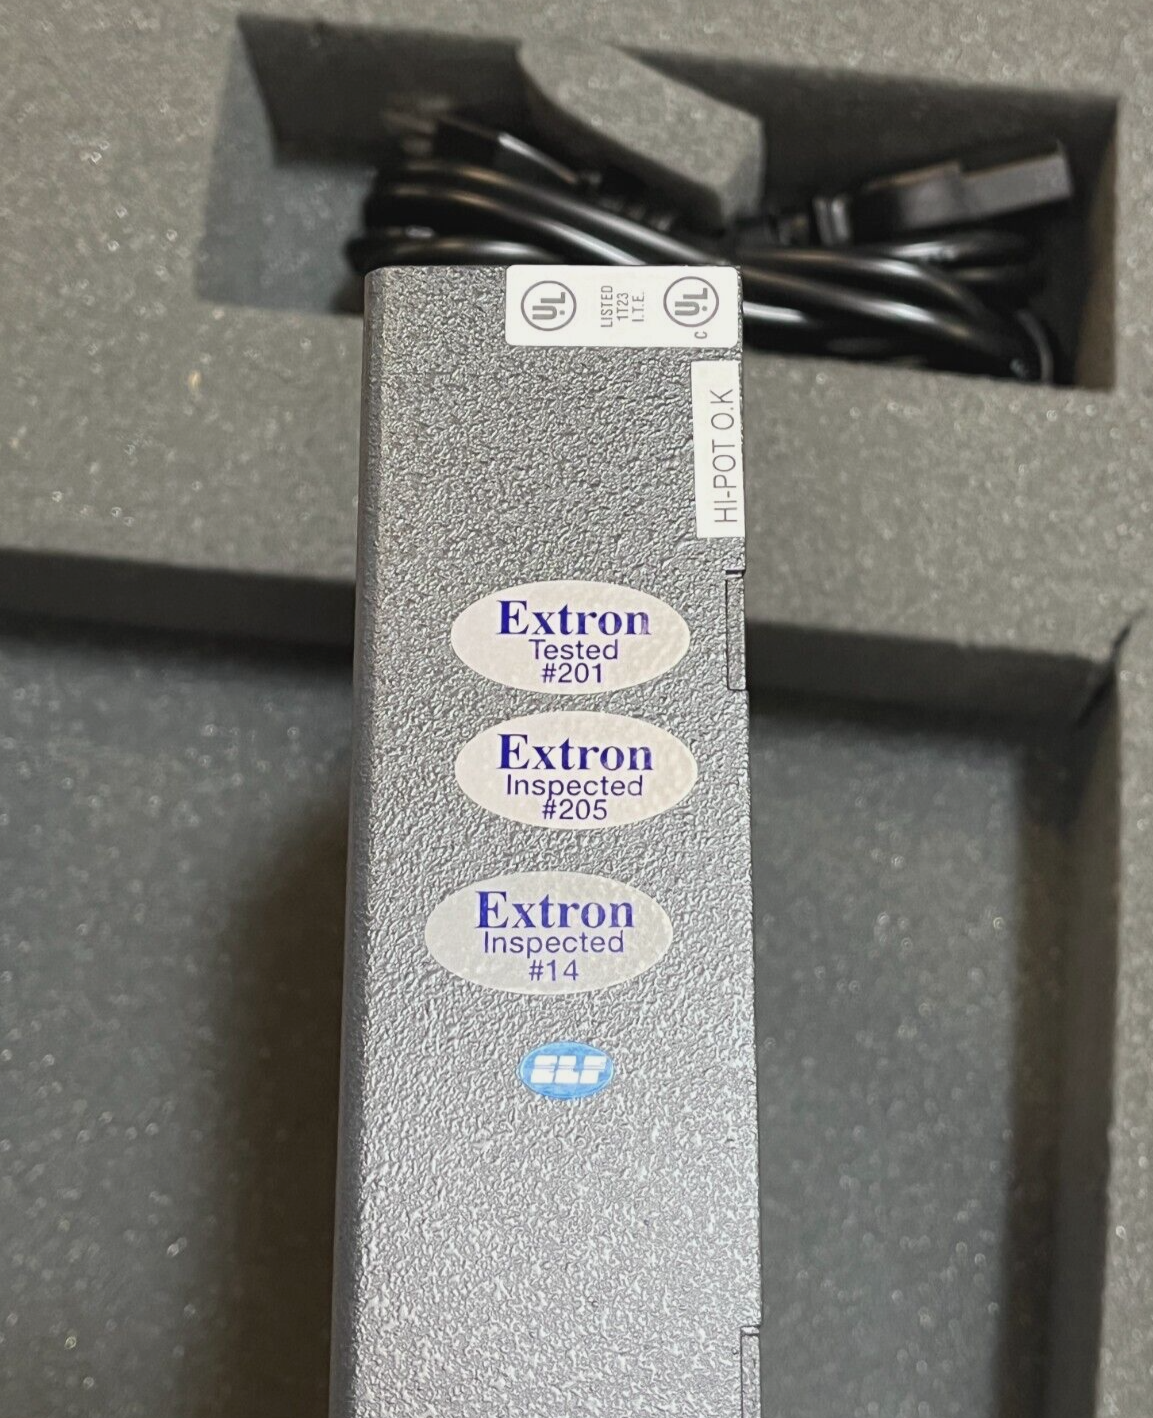 UL
LISTED
1T23
I.T.E.
C UL
HI-POT O.K
Extron
Tested
#201
Extron
Inspected
#205
Extron
Inspected
#14